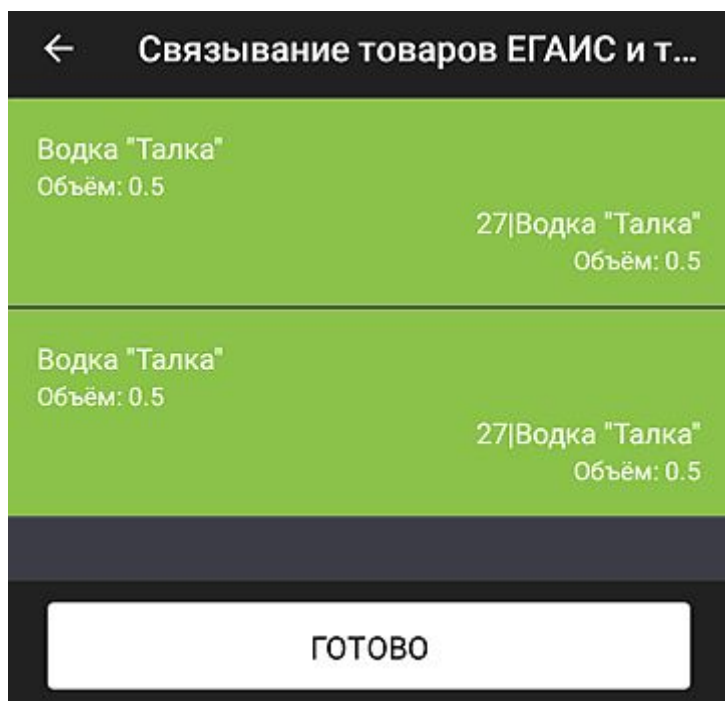 ← Связывание товаров ЕГАИС и т...
Водка "Талка"
Объём: 0.5
27|Водка "Талка"
Объём: 0.5
Водка "Талка"
Объём: 0.5
27|Водка "Талка"
Объём: 0.5
ГОТОВО